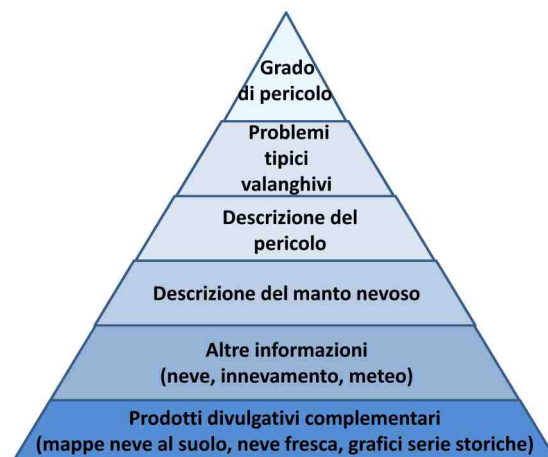 Grado
di pericolo
Problemi
tipici
valanghivi
Descrizione del
pericolo
Descrizione del manto nevoso
Altre informazioni
(neve, innevamento, meteo)
Prodotti divulgativi complementari
(mappe neve al suolo, neve fresca, grafici serie storiche)